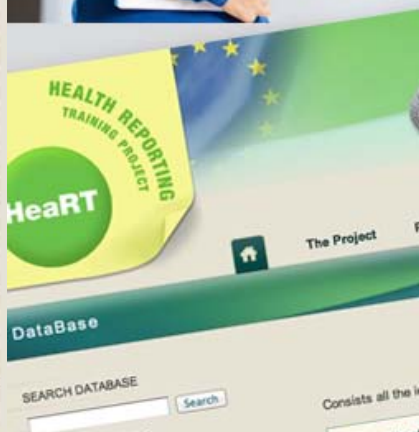 HEALTH REPORTING
TRAINING PROJECT
HeaRT
The Project
DataBase
SEARCH DATABASE
Search
Consists all the